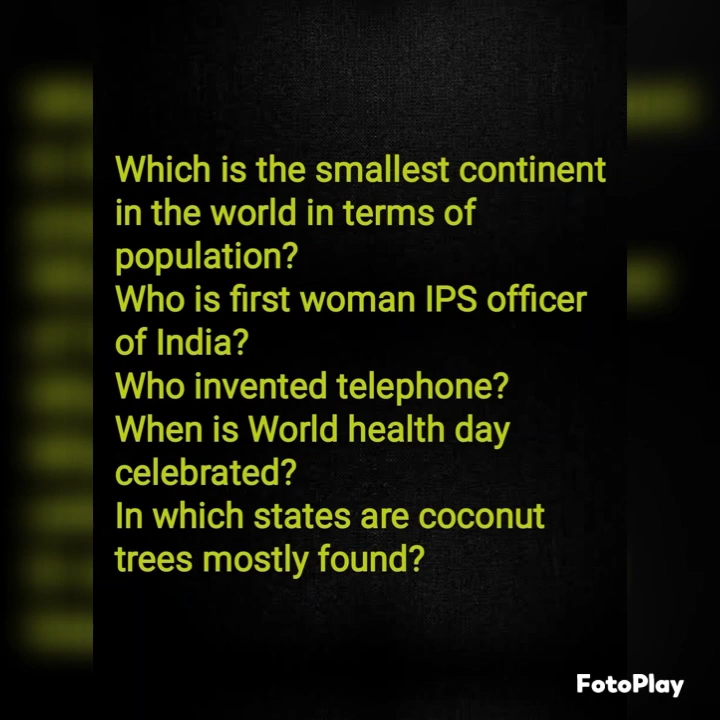 Which is the smallest continent
in the world in terms of
population?
Who is first woman IPS officer
of India?
Who invented telephone?
When is World health day
celebrated?
In which states are coconut
trees mostly found?
FotoPlay